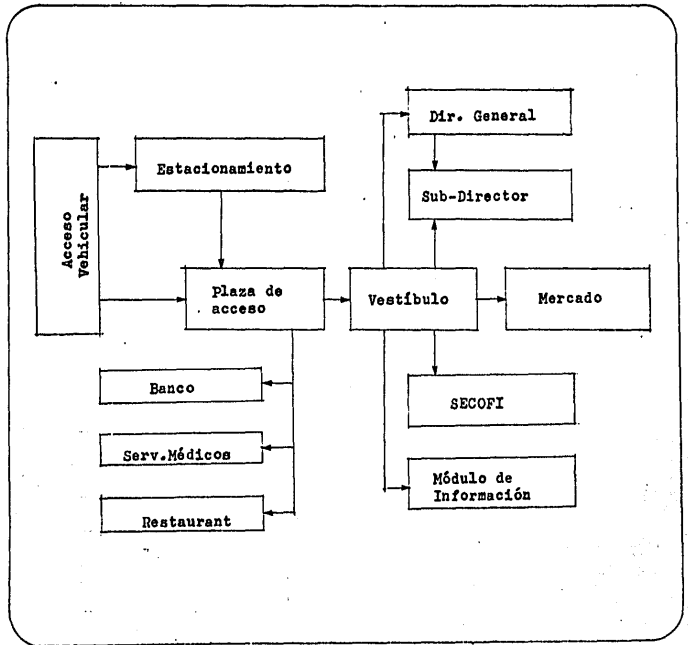 Dir. General
Estacionamiento
Sub-Director
Acceso
Vehicular
Plaza de
acceso
Vestíbulo
Mercado
Banco
SECOFI
Serv.Médicos
Módulo de
Información
Restaurant